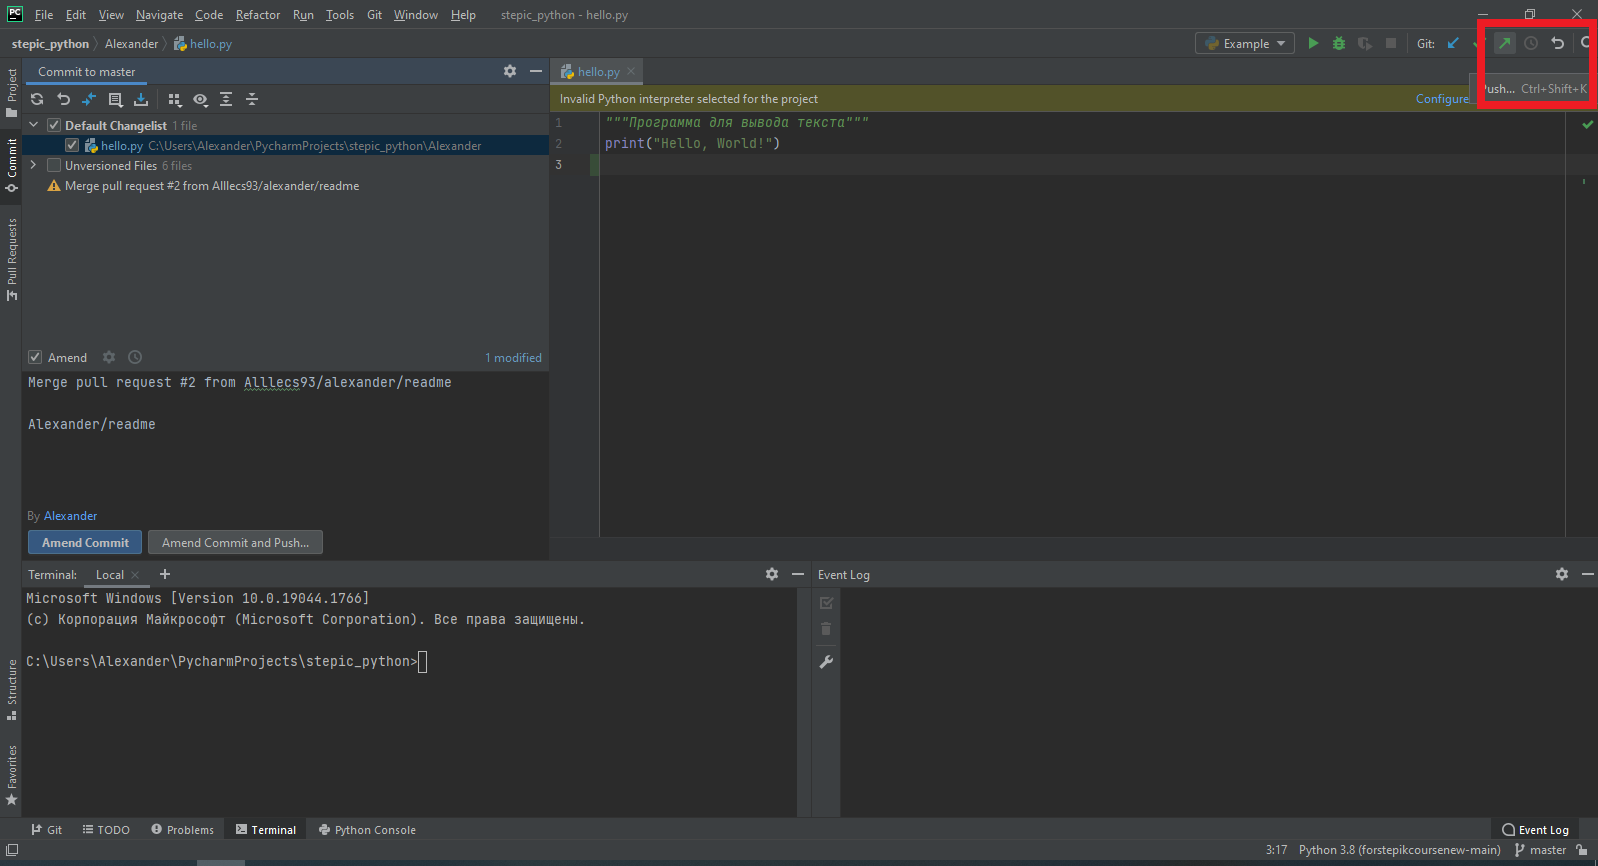 PC File Edit View Navigate Code Refactor Run Tools Git Window Help stepic_python - hello.py
stepic_python Alexander hello.py Example Git:
Commit to master
hello.py
Push... Ctrl+Shift+K
Invalid Python interpreter selected for the project Configure
Project
Commit
Pull Requests
Structure
Favorites
Default Changelist 1 file
hello.py C:\Users\Alexander\PycharmProjects\stepic_python\Alexander
Unversioned Files 6 files
Merge pull request #2 from Alllecs93/alexander/readme
1 """Программа для вывода текста"""
2 print("Hello, World!")
3
Amend 1 modified
Merge pull request #2 from Alllecs93/alexander/readme
Alexander/readme
By Alexander
Amend Commit Amend Commit and Push...
Terminal: Local
Microsoft Windows [Version 10.0.19044.1766]
(c) Корпорация Майкрософт (Microsoft Corporation). Все права защищены.
C:\Users\Alexander\PycharmProjects\stepic_python>
Event Log
Git TODO Problems Terminal Python Console Event Log
3:17 Python 3.8 (forstepikcoursenew-main) master